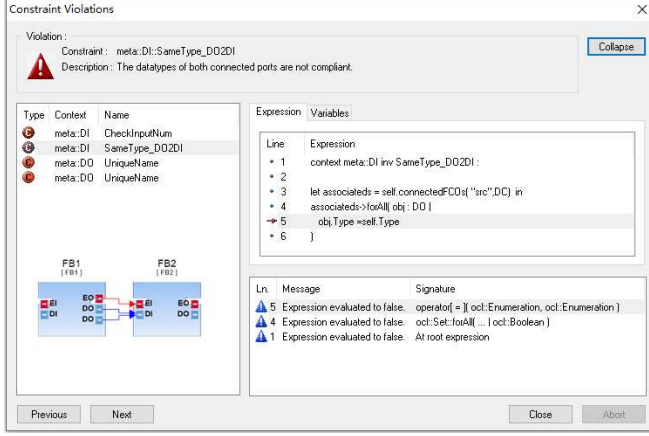 Constraint Violations
Violation :
Constraint : meta::DI::SameType_DO2DI
Description : The datatypes of both connected ports are not compliant.
Collapse
Type Context Name
meta::DI CheckInputNum
meta::DI SameType_DO2DI
meta::DO UniqueName
meta::DO UniqueName
Expression Variables
Line Expression
1 context meta::DI inv SameType_DO2DI :
2
3 let associateds = self.connectedFCOs( "src",DC) in
4 associateds->forAll( obj : DO |
5 obj.Type =self.Type
6 )
FB1 FB2
[FB1] [FB2]
EI EO EI EO
DI DO DI DO
DO
Ln. Message Signature
5 Expression evaluated to false. operator[ = ]( ocl::Enumeration, ocl::Enumeration )
4 Expression evaluated to false. ocl::Set::forAll( ... | ocl::Boolean )
1 Expression evaluated to false. At root expression
Previous Next Close Abort